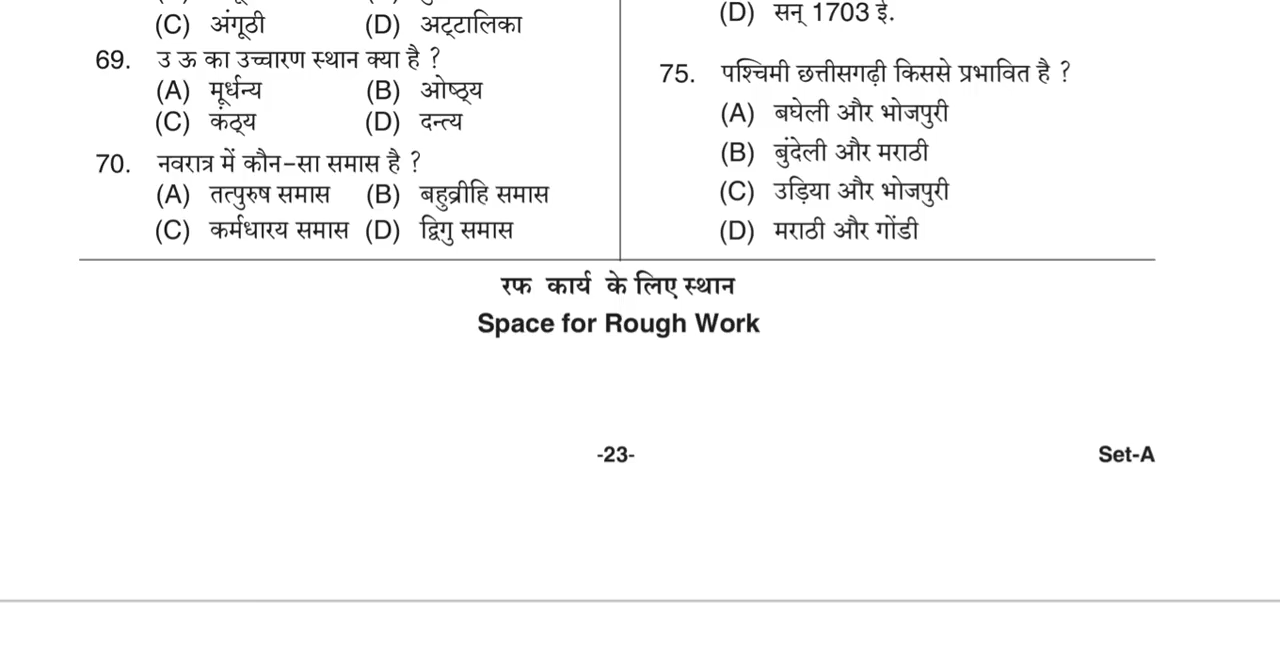 (C) अंगूठी (D) अट्टालिका
69. उ ऊ का उच्चारण स्थान क्या है ?
(A) मूर्धन्य (B) ओष्ठ्य
(C) कंठ्य (D) दन्त्य
70. नवरात्र में कौन-सा समास है ?
(A) तत्पुरुष समास (B) बहुव्रीहि समास
(C) कर्मधारय समास (D) द्विगु समास
(D) सन् 1703 ई.
75. पश्चिमी छत्तीसगढ़ी किससे प्रभावित है ?
(A) बघेली और भोजपुरी
(B) बुंदेली और मराठी
(C) उड़िया और भोजपुरी
(D) मराठी और गोंडी
रफ कार्य के लिए स्थान
Space for Rough Work
-23-
Set-A